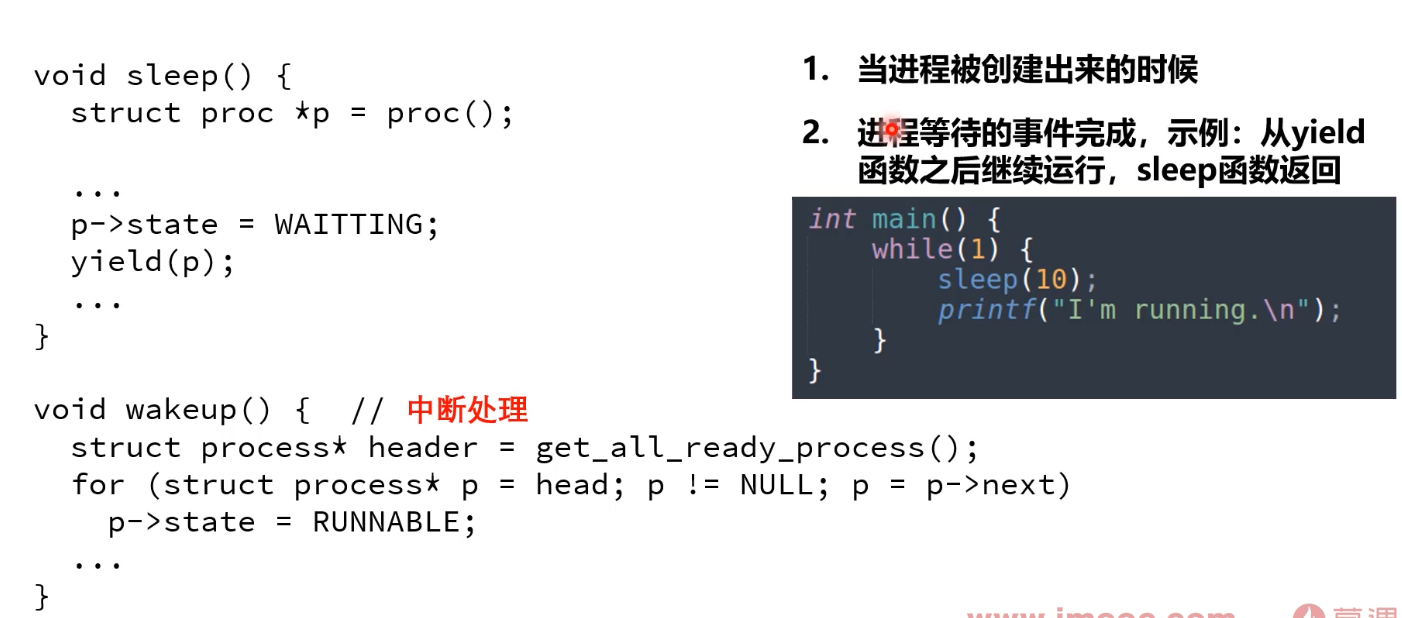 void sleep() {
struct proc *p = proc();
...
p->state = WAITTING;
yield(p);
...
}
void wakeup() { // 中断处理
struct process* header = get_all_ready_process();
for (struct process* p = head; p != NULL; p = p->next)
p->state = RUNNABLE;
...
}
1. 当进程被创建出来的时候
2. 进程等待的事件完成，示例：从yield
函数之后继续运行，sleep函数返回
int main() {
while(1) {
sleep(10);
printf("I'm running.\n");
}
}